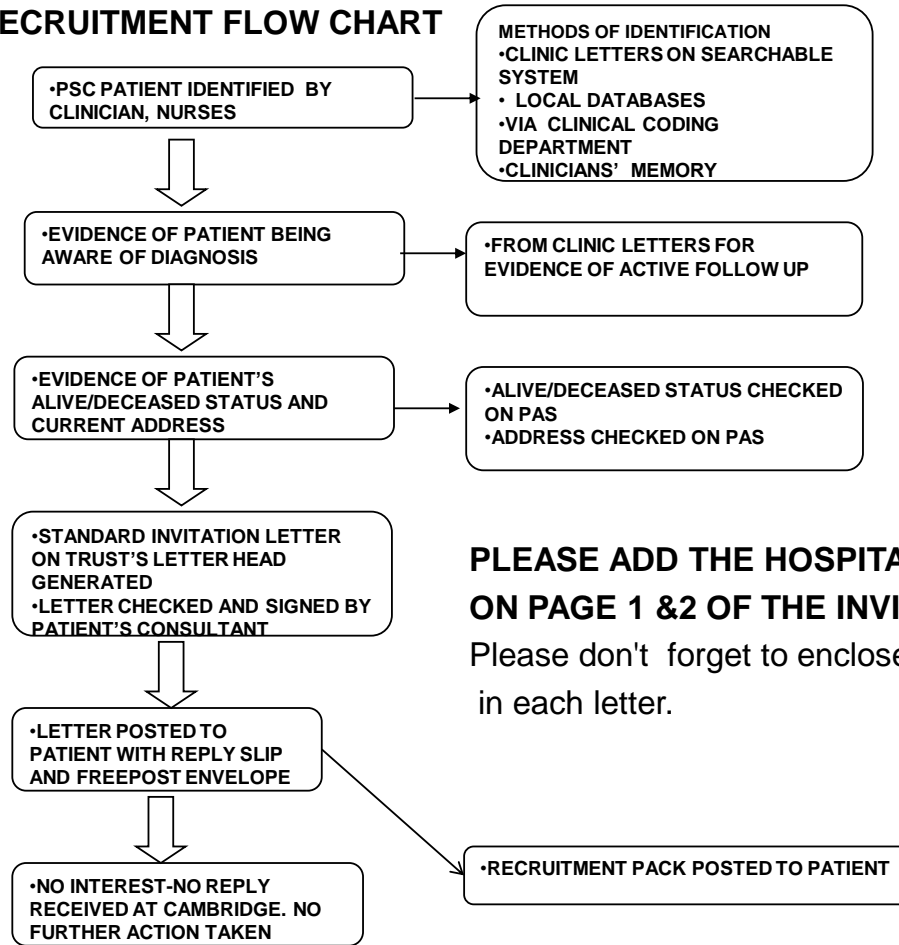 ECRUITMENT FLOW CHART
METHODS OF IDENTIFICATION
•CLINIC LETTERS ON SEARCHABLE
SYSTEM
• LOCAL DATABASES
•VIA CLINICAL CODING
DEPARTMENT
•CLINICIANS' MEMORY
•PSC PATIENT IDENTIFIED BY
CLINICIAN, NURSES
•EVIDENCE OF PATIENT BEING
AWARE OF DIAGNOSIS
•FROM CLINIC LETTERS FOR
EVIDENCE OF ACTIVE FOLLOW UP
•EVIDENCE OF PATIENT'S
ALIVE/DECEASED STATUS AND
CURRENT ADDRESS
•ALIVE/DECEASED STATUS CHECKED
ON PAS
•ADDRESS CHECKED ON PAS
•STANDARD INVITATION LETTER
ON TRUST'S LETTER HEAD
GENERATED
•LETTER CHECKED AND SIGNED BY
PATIENT'S CONSULTANT
PLEASE ADD THE HOSPITA
ON PAGE 1 &2 OF THE INVI
Please don't forget to enclose
in each letter.
•LETTER POSTED TO
PATIENT WITH REPLY SLIP
AND FREEPOST ENVELOPE
•RECRUITMENT PACK POSTED TO PATIENT
•NO INTEREST-NO REPLY
RECEIVED AT CAMBRIDGE. NO
FURTHER ACTION TAKEN